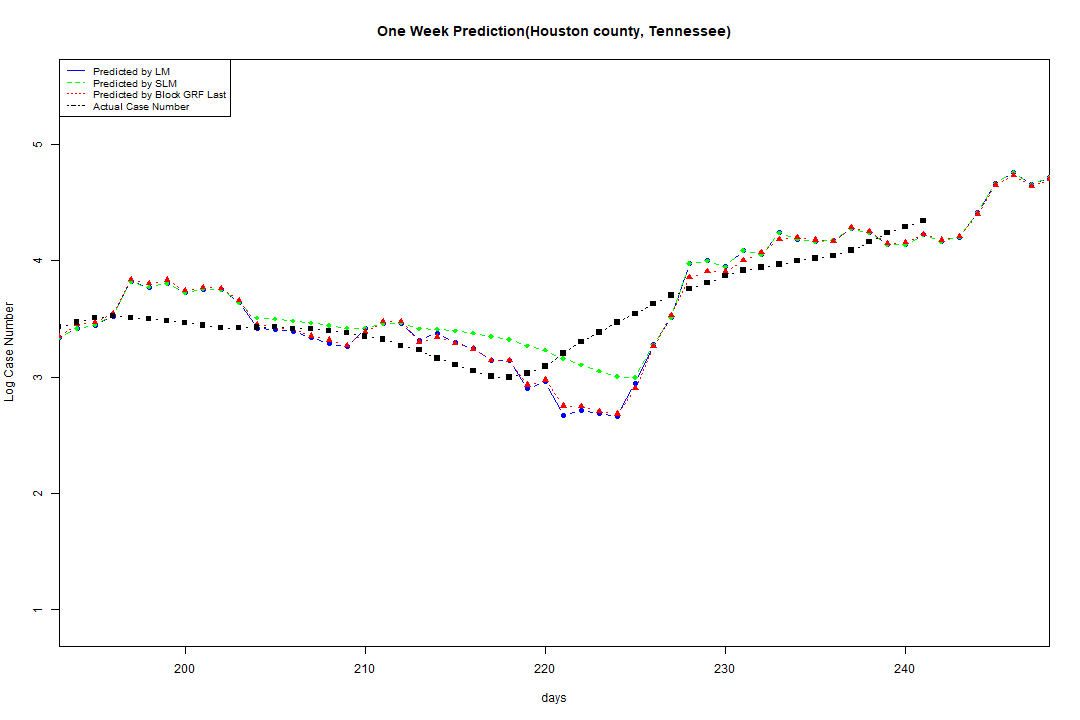 One Week Prediction(Houston county, Tennessee)
Predicted by LM
Predicted by SLM
Predicted by Block GRF Last
Actual Case Number
5
4
3
2
1
Log Case Number
200 210 220 230 240
days